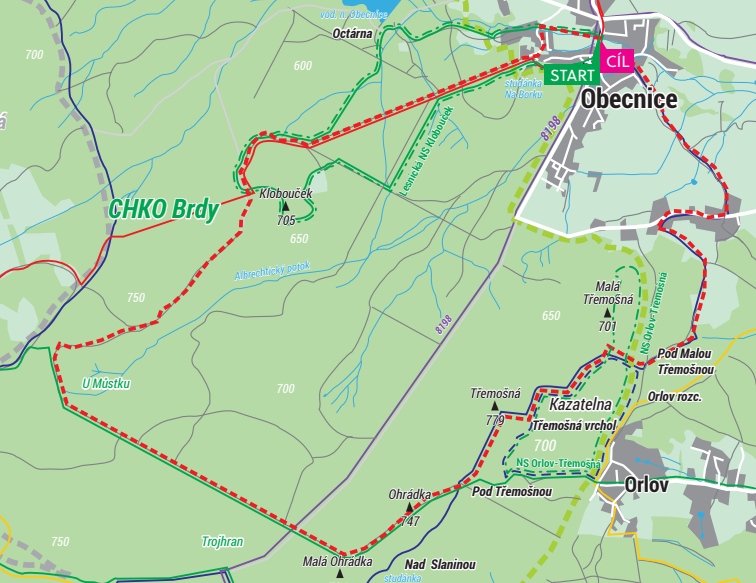 vod. n. Obecnice
Octárna
700
600
START
CÍL
studánka
Na Borku
Obecnice
8198
Lesnická NS Klobouček
Klobouček
705
CHKO Brdy
650
Albrechtický potok
750
8198
Malá
Třemošná
701
650
NS Orlov-Třemošná
Pod Malou
Třemošnou
U Můstku
700
Třemošná
779
Kazatelna
Orlov rozc.
Třemošná vrchol
700
NS Orlov-Třemošná
Orlov
Pod Třemošnou
Ohrádka
747
750
Trojhran
Malá Ohrádka
Nad Slaninou
studánka